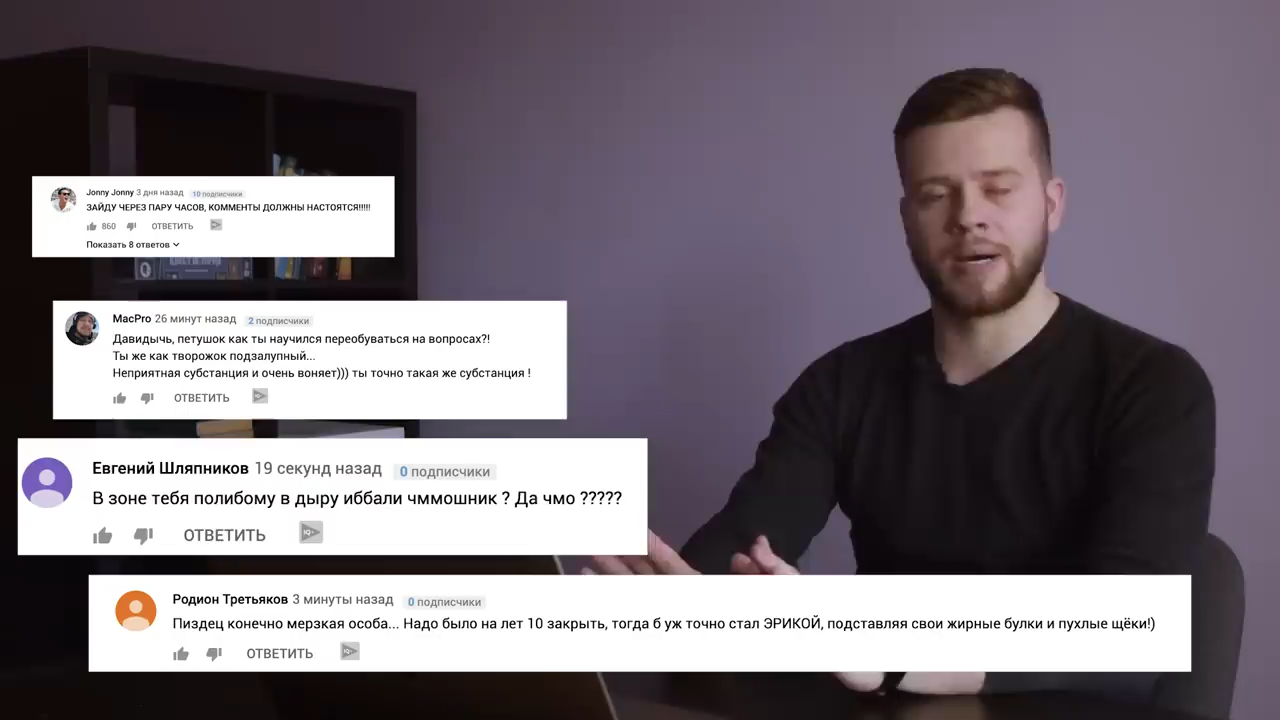 Jonny Jonny 3 дня назад 10 подписчики
ЗАЙДУ ЧЕРЕЗ ПАРУ ЧАСОВ, КОММЕНТЫ ДОЛЖНЫ НАСТОЯТСЯ!!!!!
860 ОТВЕТИТЬ
Показать 8 ответов
MacPro 26 минут назад 2 подписчики
Давидычь, петушок как ты научился переобуваться на вопросах?!
Ты же как творожок подзалупный...
Неприятная субстанция и очень воняет))) ты точно такая же субстанция !
ОТВЕТИТЬ
Евгений Шляпников 19 секунд назад 0 подписчики
В зоне тебя полибому в дыру иббали чммошник ? Да чмо ?????
ОТВЕТИТЬ IQ+
Родион Третьяков 3 минуты назад 0 подписчики
Пиздец конечно мерзкая особа... Надо было на лет 10 закрыть, тогда б уж точно стал ЭРИКОЙ, подставляя свои жирные булки и пухлые щёки!)
ОТВЕТИТЬ